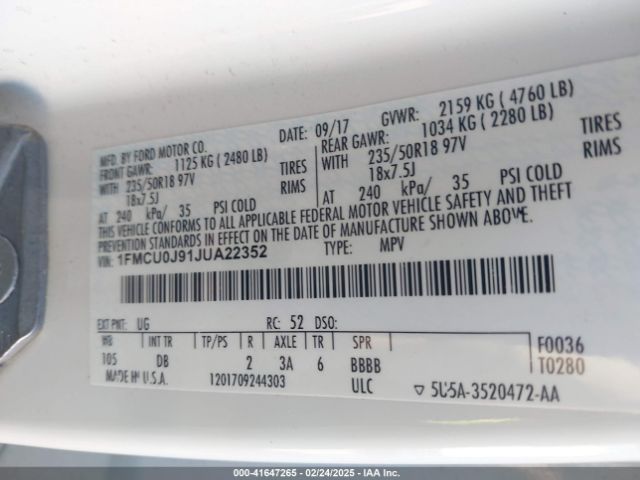 MFD. BY FORD MOTOR CO.
DATE: 09/17
GVWR: 2159 KG ( 4760 LB)
FRONT GAWR: 1125 KG ( 2480 LB)
REAR GAWR: 1034 KG ( 2280 LB)
WITH 235/50R18 97V TIRES
WITH 235/50R18 97V TIRES
18x7.5J RIMS
18x7.5J RIMS
AT 240 kPa/ 35 PSI COLD
AT 240 kPa/ 35 PSI COLD
THIS VEHICLE CONFORMS TO ALL APPLICABLE FEDERAL MOTOR VEHICLE SAFETY AND THEFT
PREVENTION STANDARDS IN EFFECT ON THE DATE OF MANUFACTURE SHOWN ABOVE.
VIN: 1FMCU0J91JUA22352
TYPE: MPV
EXT PNT: UG RC: 52 DSO:
WB INT TR TP/PS R AXLE TR SPR
105 DB 2 3A 6 BBBB
F0036
T0280
MADE IN U.S.A. 1201709244303 ULC
▽ 5U5A-3520472-AA
000-41647265 - 02/24/2025 - IAA Inc.